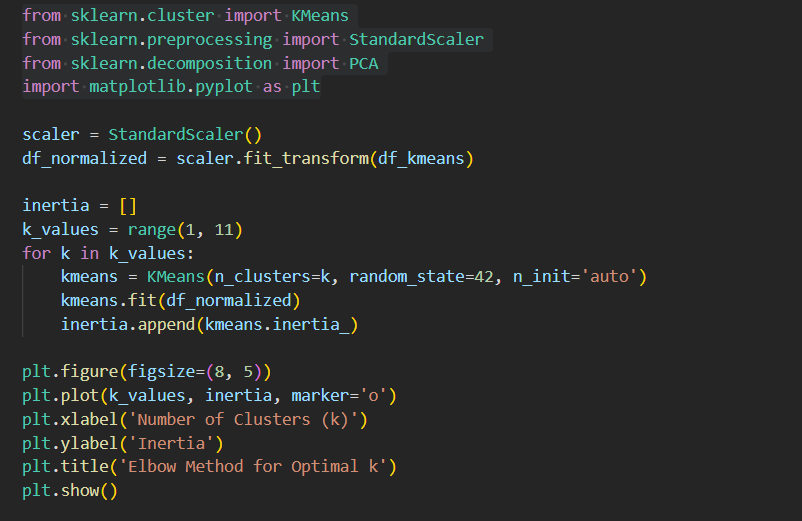 from sklearn.cluster import KMeans
from sklearn.preprocessing import StandardScaler
from sklearn.decomposition import PCA
import matplotlib.pyplot as plt

scaler = StandardScaler()
df_normalized = scaler.fit_transform(df_kmeans)

inertia = []
k_values = range(1, 11)
for k in k_values:
    kmeans = KMeans(n_clusters=k, random_state=42, n_init='auto')
    kmeans.fit(df_normalized)
    inertia.append(kmeans.inertia_)

plt.figure(figsize=(8, 5))
plt.plot(k_values, inertia, marker='o')
plt.xlabel('Number of Clusters (k)')
plt.ylabel('Inertia')
plt.title('Elbow Method for Optimal k')
plt.show()